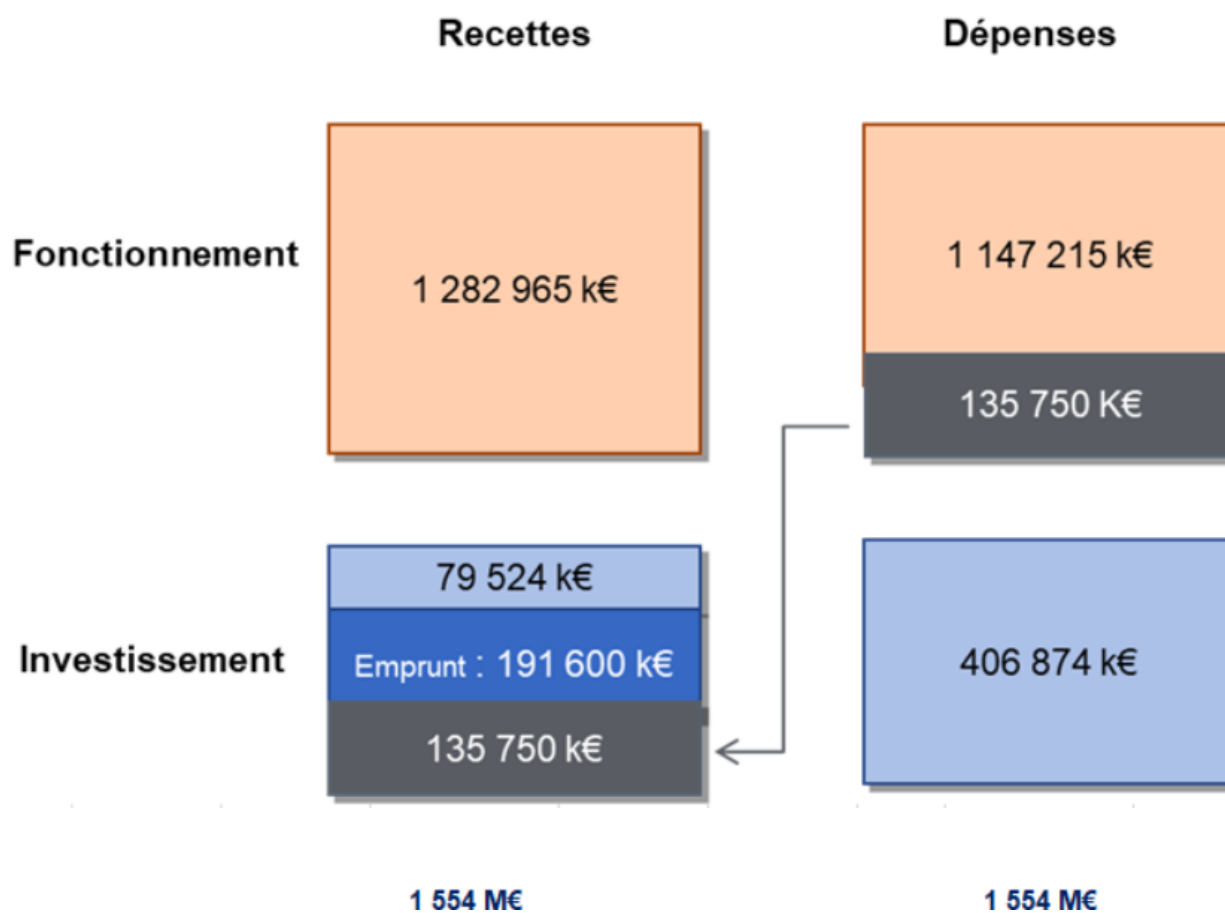 Recettes
Dépenses
Fonctionnement
1 282 965 k€
1 147 215 k€
135 750 K€
Investissement
79 524 k€
Emprunt : 191 600 k€
135 750 k€
406 874 k€
1 554 M€
1 554 M€